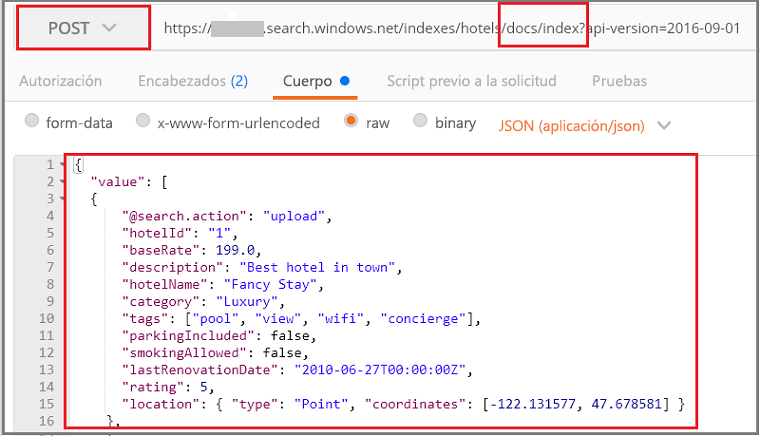 POST https://.search.windows.net/indexes/hotels/docs/index?api-version=2016-09-01
Autorización Encabezados (2) Cuerpo Script previo a la solicitud Pruebas
form-data x-www-form-urlencoded raw binary JSON (aplicación/json)
1 {
2 "value": [
3 {
4 "@search.action": "upload",
5 "hotelId": "1",
6 "baseRate": 199.0,
7 "description": "Best hotel in town",
8 "hotelName": "Fancy Stay",
9 "category": "Luxury",
10 "tags": ["pool", "view", "wifi", "concierge"],
11 "parkingIncluded": false,
12 "smokingAllowed": false,
13 "lastRenovationDate": "2010-06-27T00:00:00Z",
14 "rating": 5,
15 "location": { "type": "Point", "coordinates": [-122.131577, 47.678581] }
},